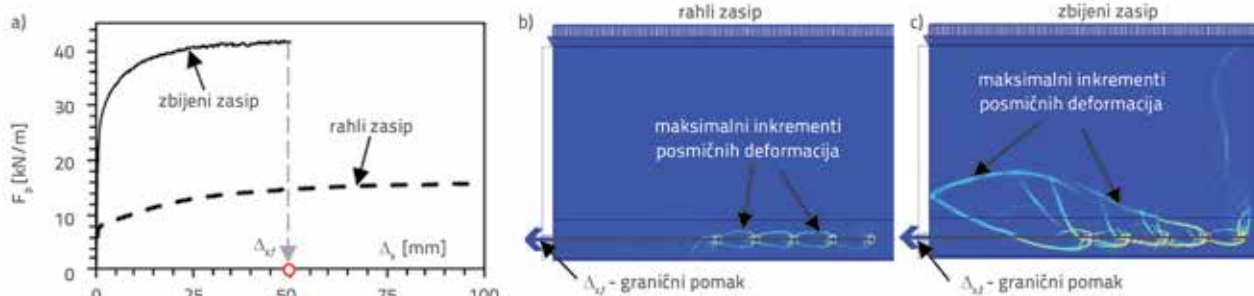 a)
F_p [kN/m]
40
30
20
10
0
zbijeni zasip
rahli zasip
Δ_xf
Δ_x [mm]
0 25 50 75 100
b)
rahli zasip
maksimalni inkrementi
posmičnih deformacija
Δ_xf - granični pomak
c)
zbijeni zasip
maksimalni inkrementi
posmičnih deformacija
Δ_xf - granični pomak